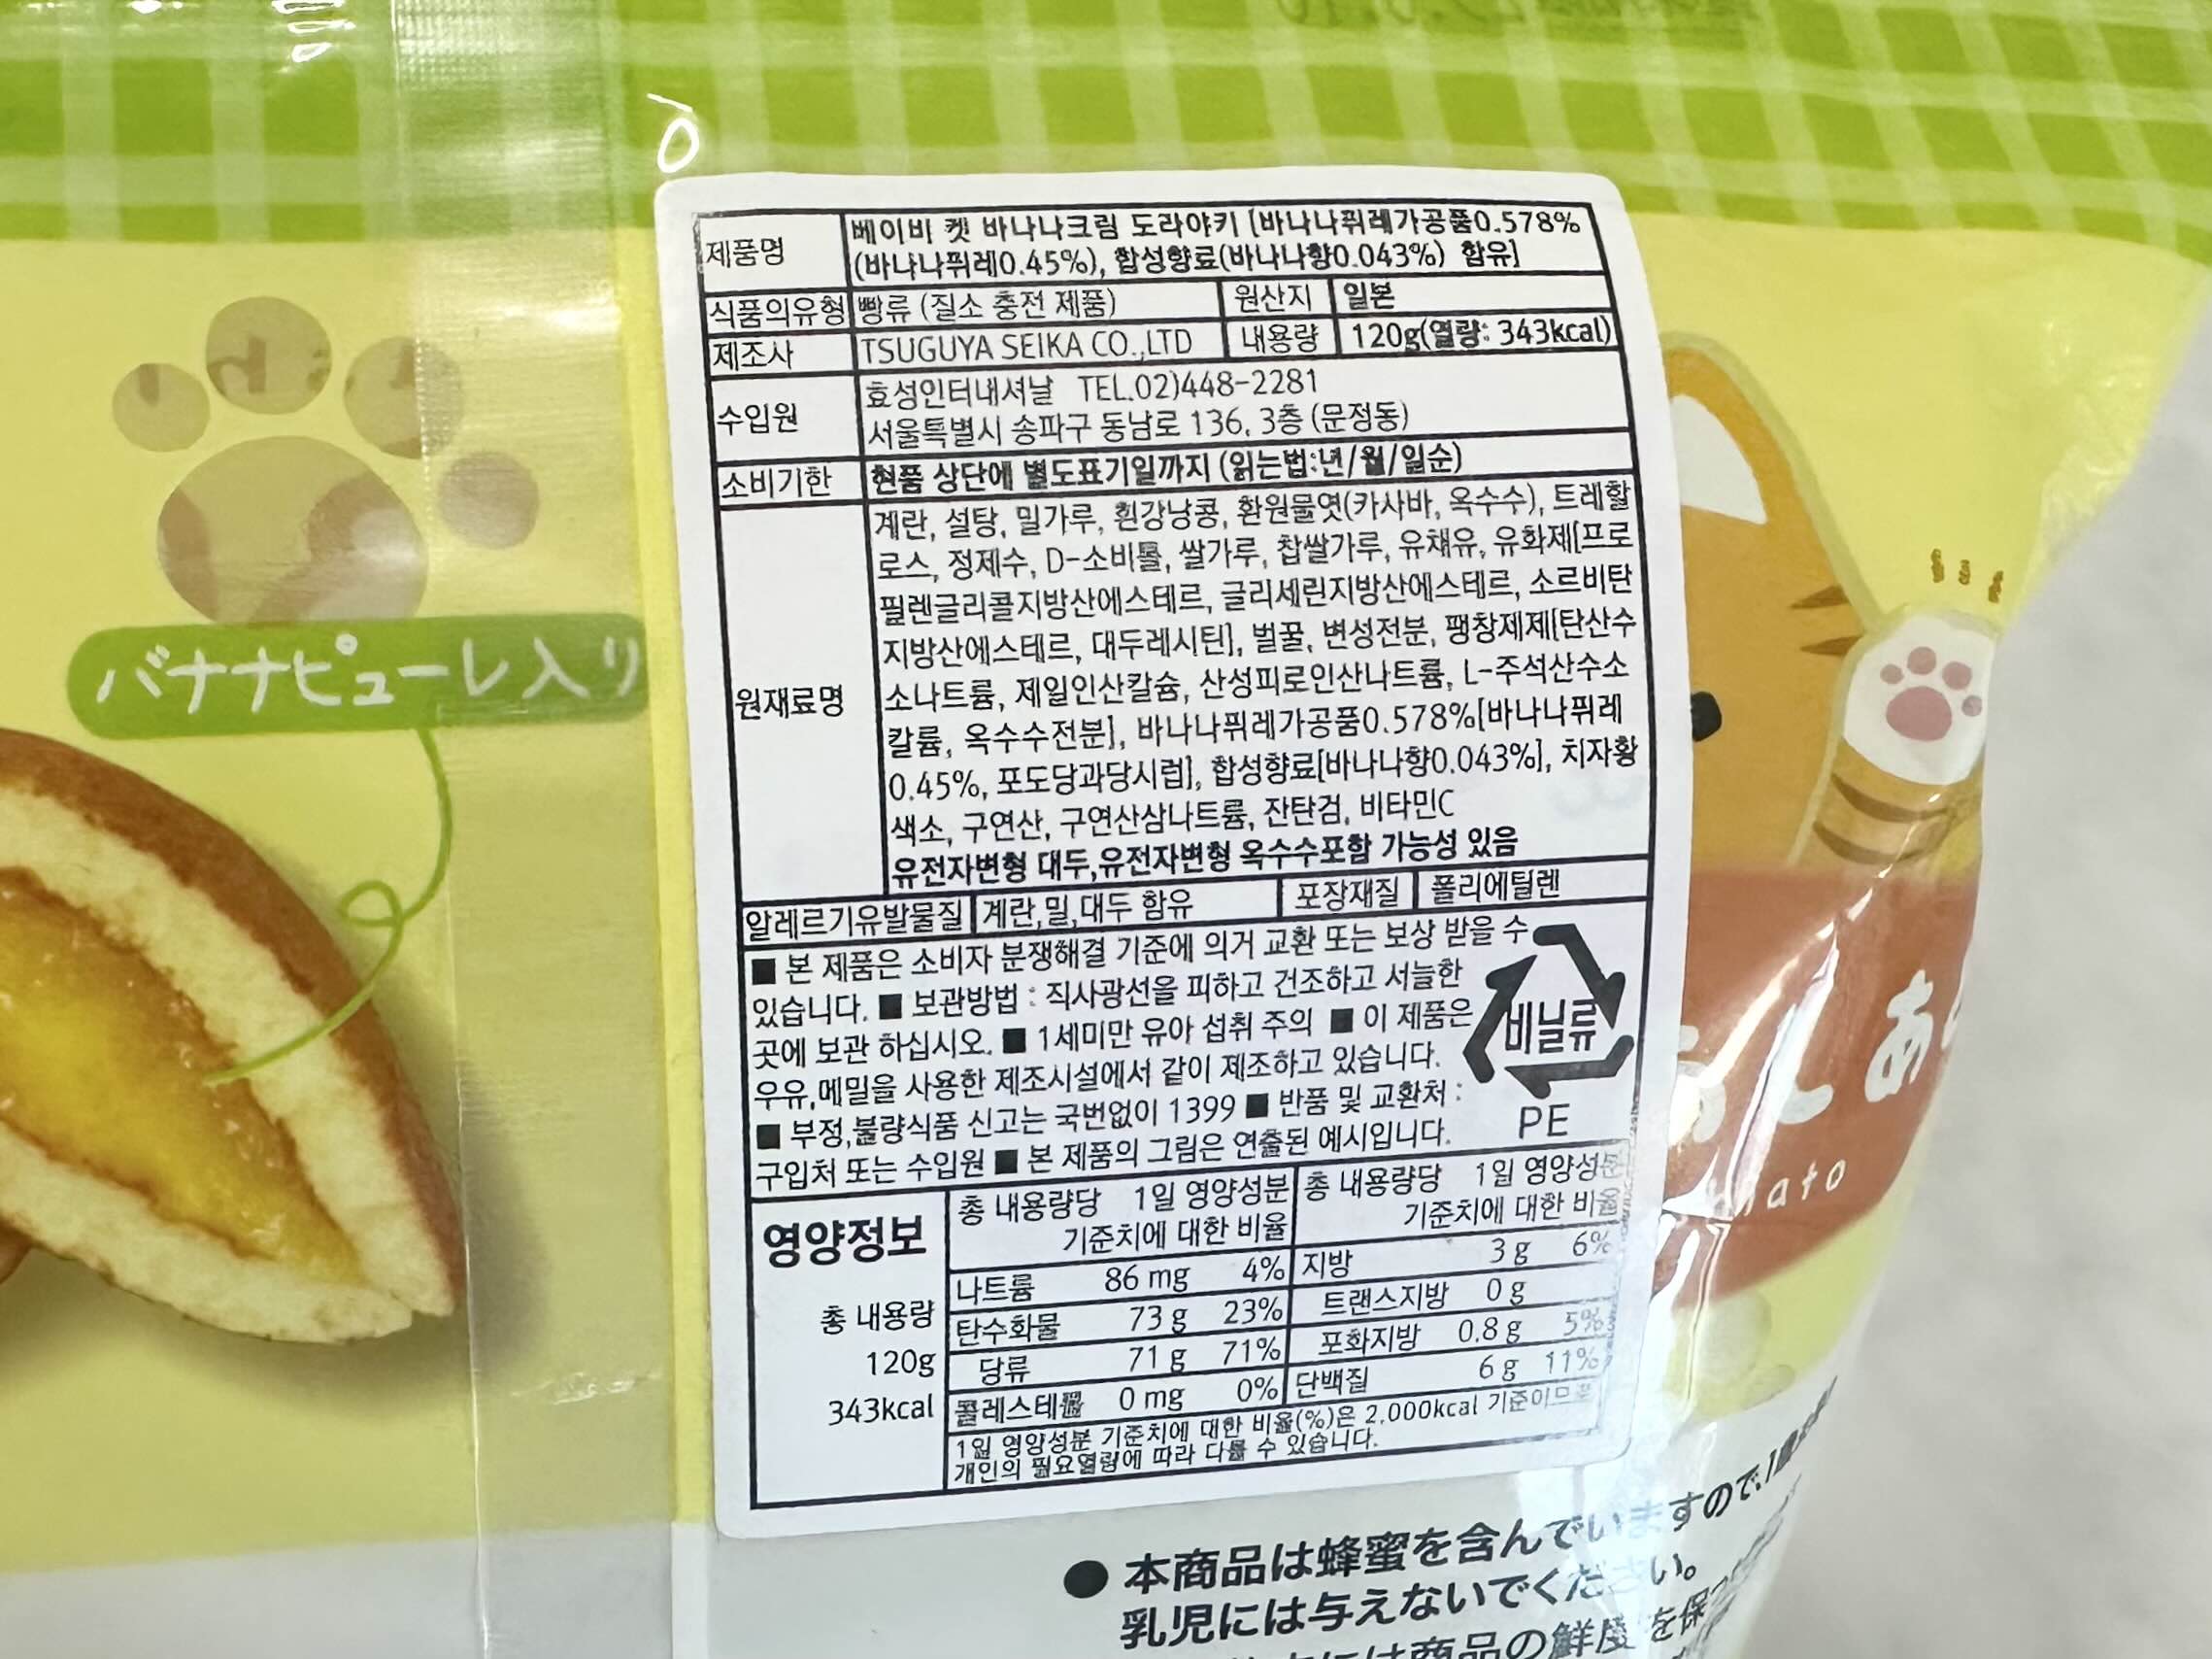 バナナピューレ入り
제품명
베이비 켓 바나나크림 도라야키 [바나나퓌레가공품0.578%
(바나나퓌레0.45%), 합성향료(바나나향0.043%) 함유]
식품의유형 빵류 (질소 충전 제품) 원산지 일본
제조사 TSUGUYA SEIKA CO.,LTD 내용량 120g(열량: 343kcal)
수입원
효성인터내셔날 TEL.02)448-2281
서울특별시 송파구 동남로 136, 3층 (문정동)
소비기한 현품 상단에 별도표기일까지 (읽는법:년/월/일순)
원재료명
계란, 설탕, 밀가루, 흰강낭콩, 환원물엿(카사바, 옥수수), 트레할
로스, 정제수, D-소비톨, 쌀가루, 찹쌀가루, 유채유, 유화제[프로
필렌글리콜지방산에스테르, 글리세린지방산에스테르, 소르비탄
지방산에스테르, 대두레시틴], 벌꿀, 변성전분, 팽창제제[탄산수
소나트륨, 제일인산칼슘, 산성피로인산나트륨, L-주석산수소
칼륨, 옥수수전분], 바나나퓌레가공품0.578%[바나나퓌레
0.45%, 포도당과당시럽], 합성향료[바나나향0.043%], 치자황
색소, 구연산, 구연산삼나트륨, 잔탄검, 비타민C
유전자변형 대두,유전자변형 옥수수포함 가능성 있음
알레르기유발물질 계란,밀,대두 함유 포장재질 폴리에틸렌
■ 본 제품은 소비자 분쟁해결 기준에 의거 교환 또는 보상 받을 수
있습니다. ■ 보관방법 : 직사광선을 피하고 건조하고 서늘한
곳에 보관 하십시오. ■ 1세미만 유아 섭취 주의 ■ 이 제품은
우유,메밀을 사용한 제조시설에서 같이 제조하고 있습니다.
■ 부정,불량식품 신고는 국번없이 1399 ■ 반품 및 교환처 :
구입처 또는 수입원 ■ 본 제품의 그림은 연출된 예시입니다.
비닐류
PE
영양정보
총 내용량
120g
343kcal
총 내용량당 1일 영양성분
기준치에 대한 비율
나트륨 86 mg 4%
탄수화물 73 g 23%
당류 71 g 71%
콜레스테롤 0 mg 0%
총 내용량당 1일 영양성분
기준치에 대한 비율
지방 3 g 6%
트랜스지방 0 g
포화지방 0.8 g 5%
단백질 6 g 11%
1일 영양성분 기준치에 대한 비율(%)은 2,000kcal 기준이므로
개인의 필요열량에 따라 다를 수 있습니다.
● 本商品は蜂蜜を含んでいますので、1歳
乳児には与えないでください。
商品の鮮度を保つ